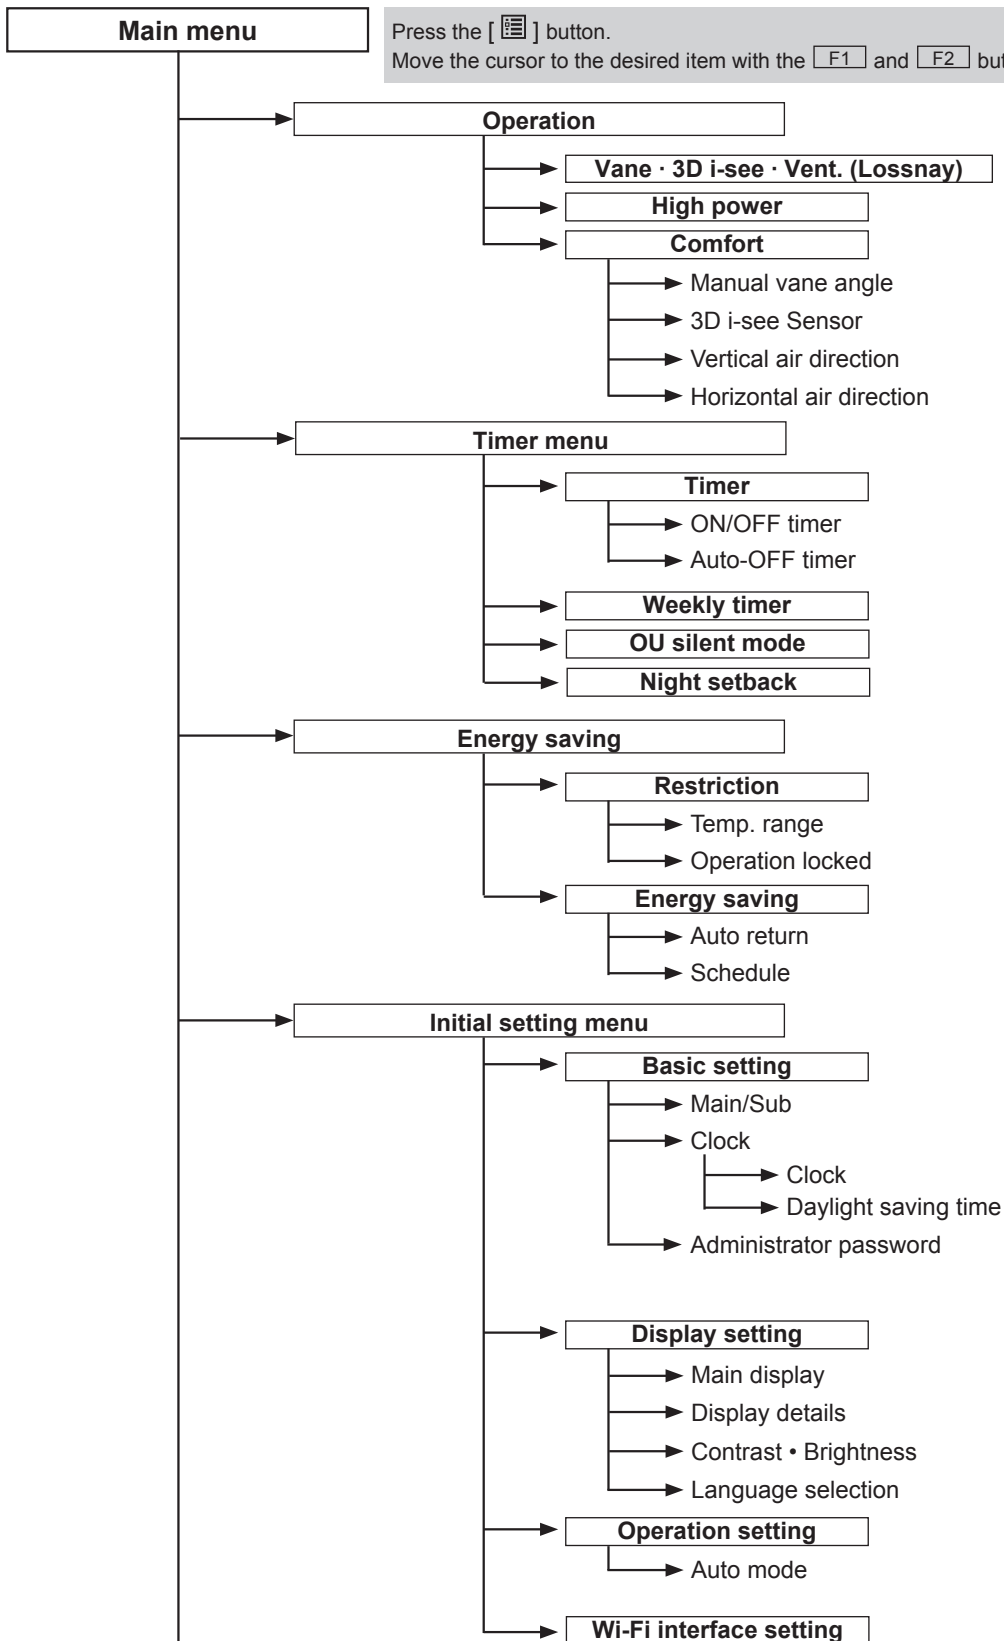 Main menu
Press the [ ] button.
Move the cursor to the desired item with the F1 and F2
Operation
Vane · 3D i-see · Vent. (Lossnay)
High power
Comfort
Manual vane angle
3D i-see Sensor
Vertical air direction
Horizontal air direction
Timer menu
Timer
ON/OFF timer
Auto-OFF timer
Weekly timer
OU silent mode
Night setback
Energy saving
Restriction
Temp. range
Operation locked
Energy saving
Auto return
Schedule
Initial setting menu
Basic setting
Main/Sub
Clock
Clock
Daylight saving time
Administrator password
Display setting
Main display
Display details
Contrast • Brightness
Language selection
Operation setting
Auto mode
Wi-Fi interface setting